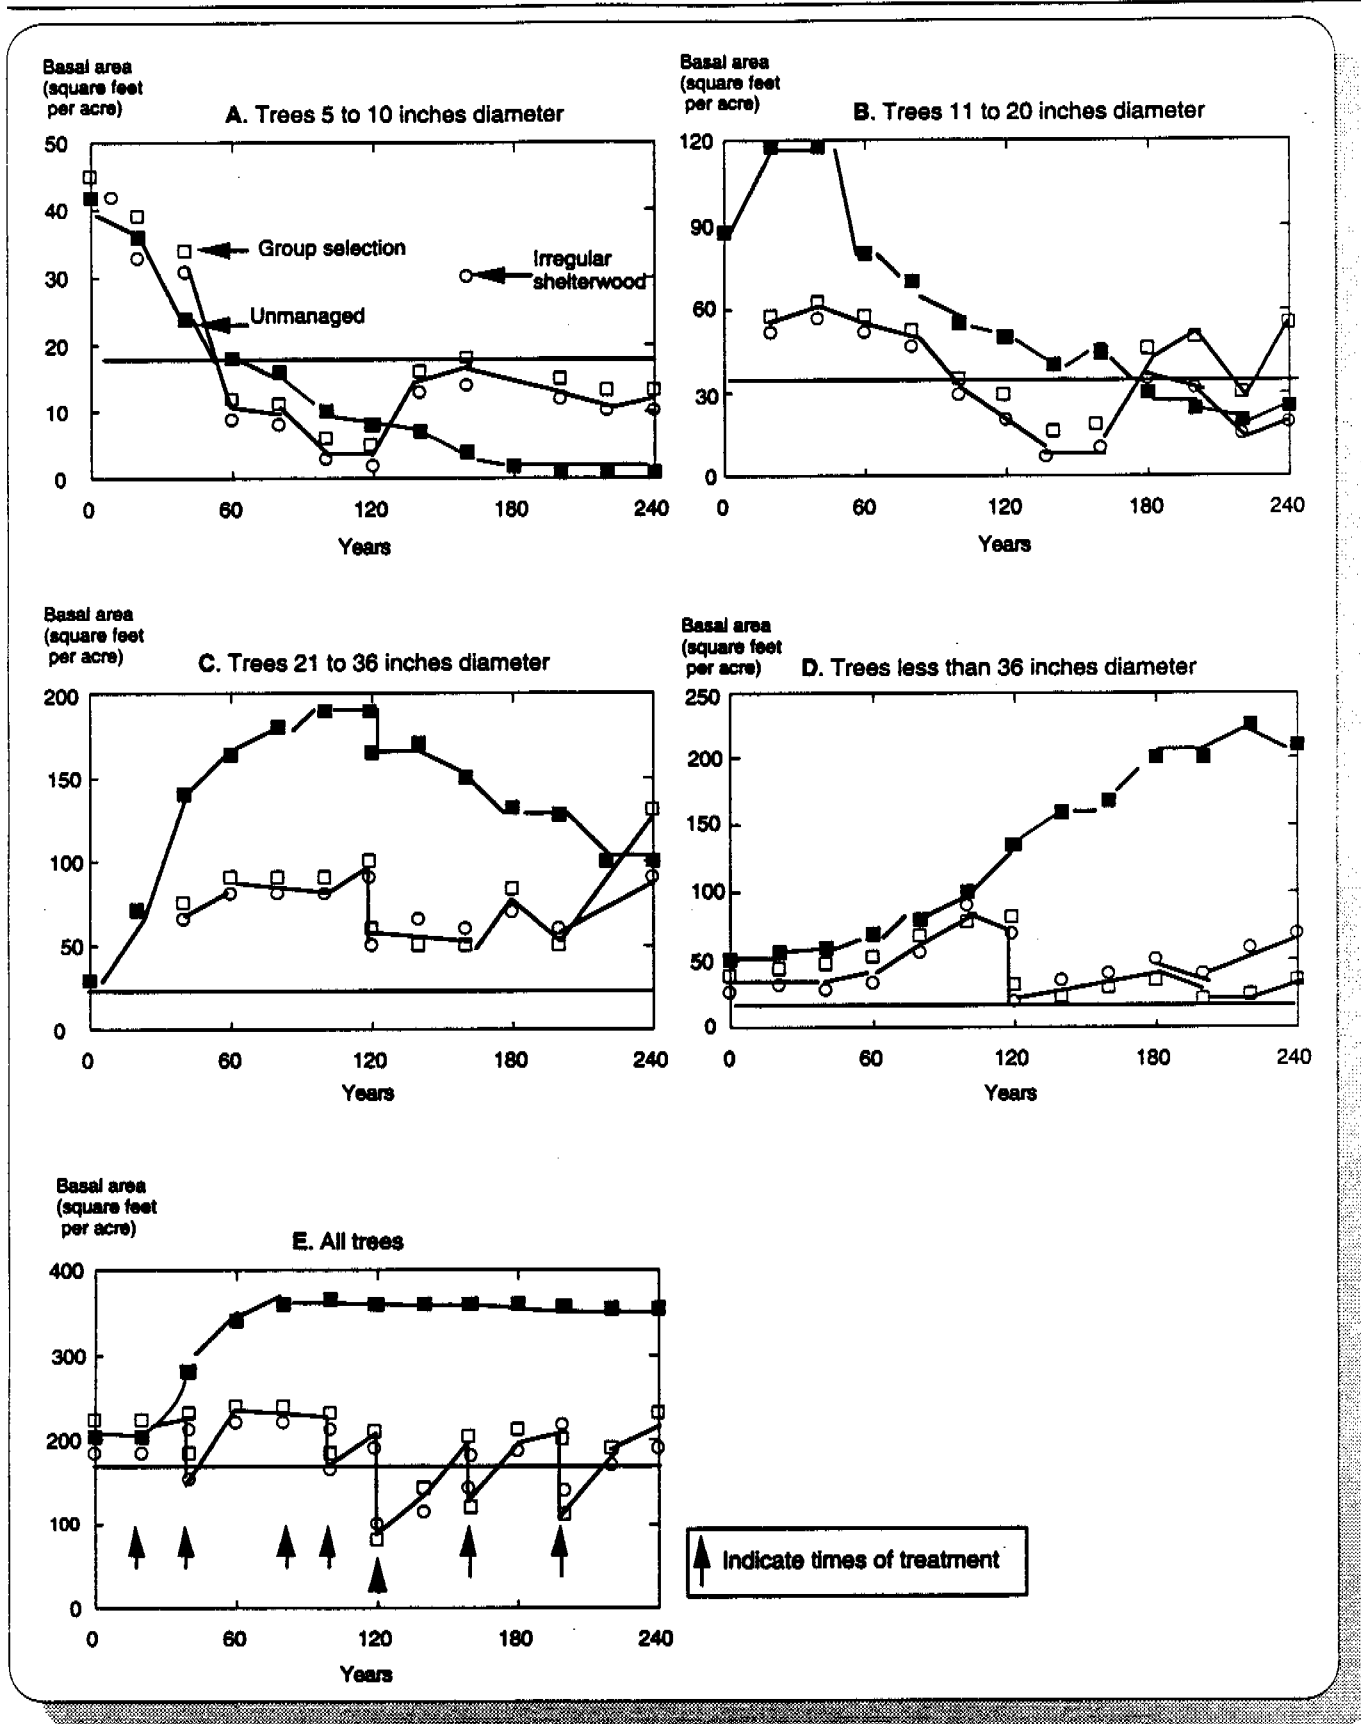 Basal area
(square feet
per acre)
A. Trees 5 to 10 inches diameter
50
40
30
20
10
0
Group selection
Irregular
shelterwood
Unmanaged
0 60 120 180 240
Years
Basal area
(square feet
per acre)
B. Trees 11 to 20 inches diameter
120
90
60
30
0
0 60 120 180 240
Years
Basal area
(square feet
per acre)
C. Trees 21 to 36 inches diameter
200
150
100
50
0
0 60 120 180 240
Years
Basal area
(square feet
per acre)
D. Trees less than 36 inches diameter
250
200
150
100
50
0
0 60 120 180 240
Years
Basal area
(square feet
per acre)
E. All trees
400
300
200
100
0
0 60 120 180 240
Years
Indicate times of treatment